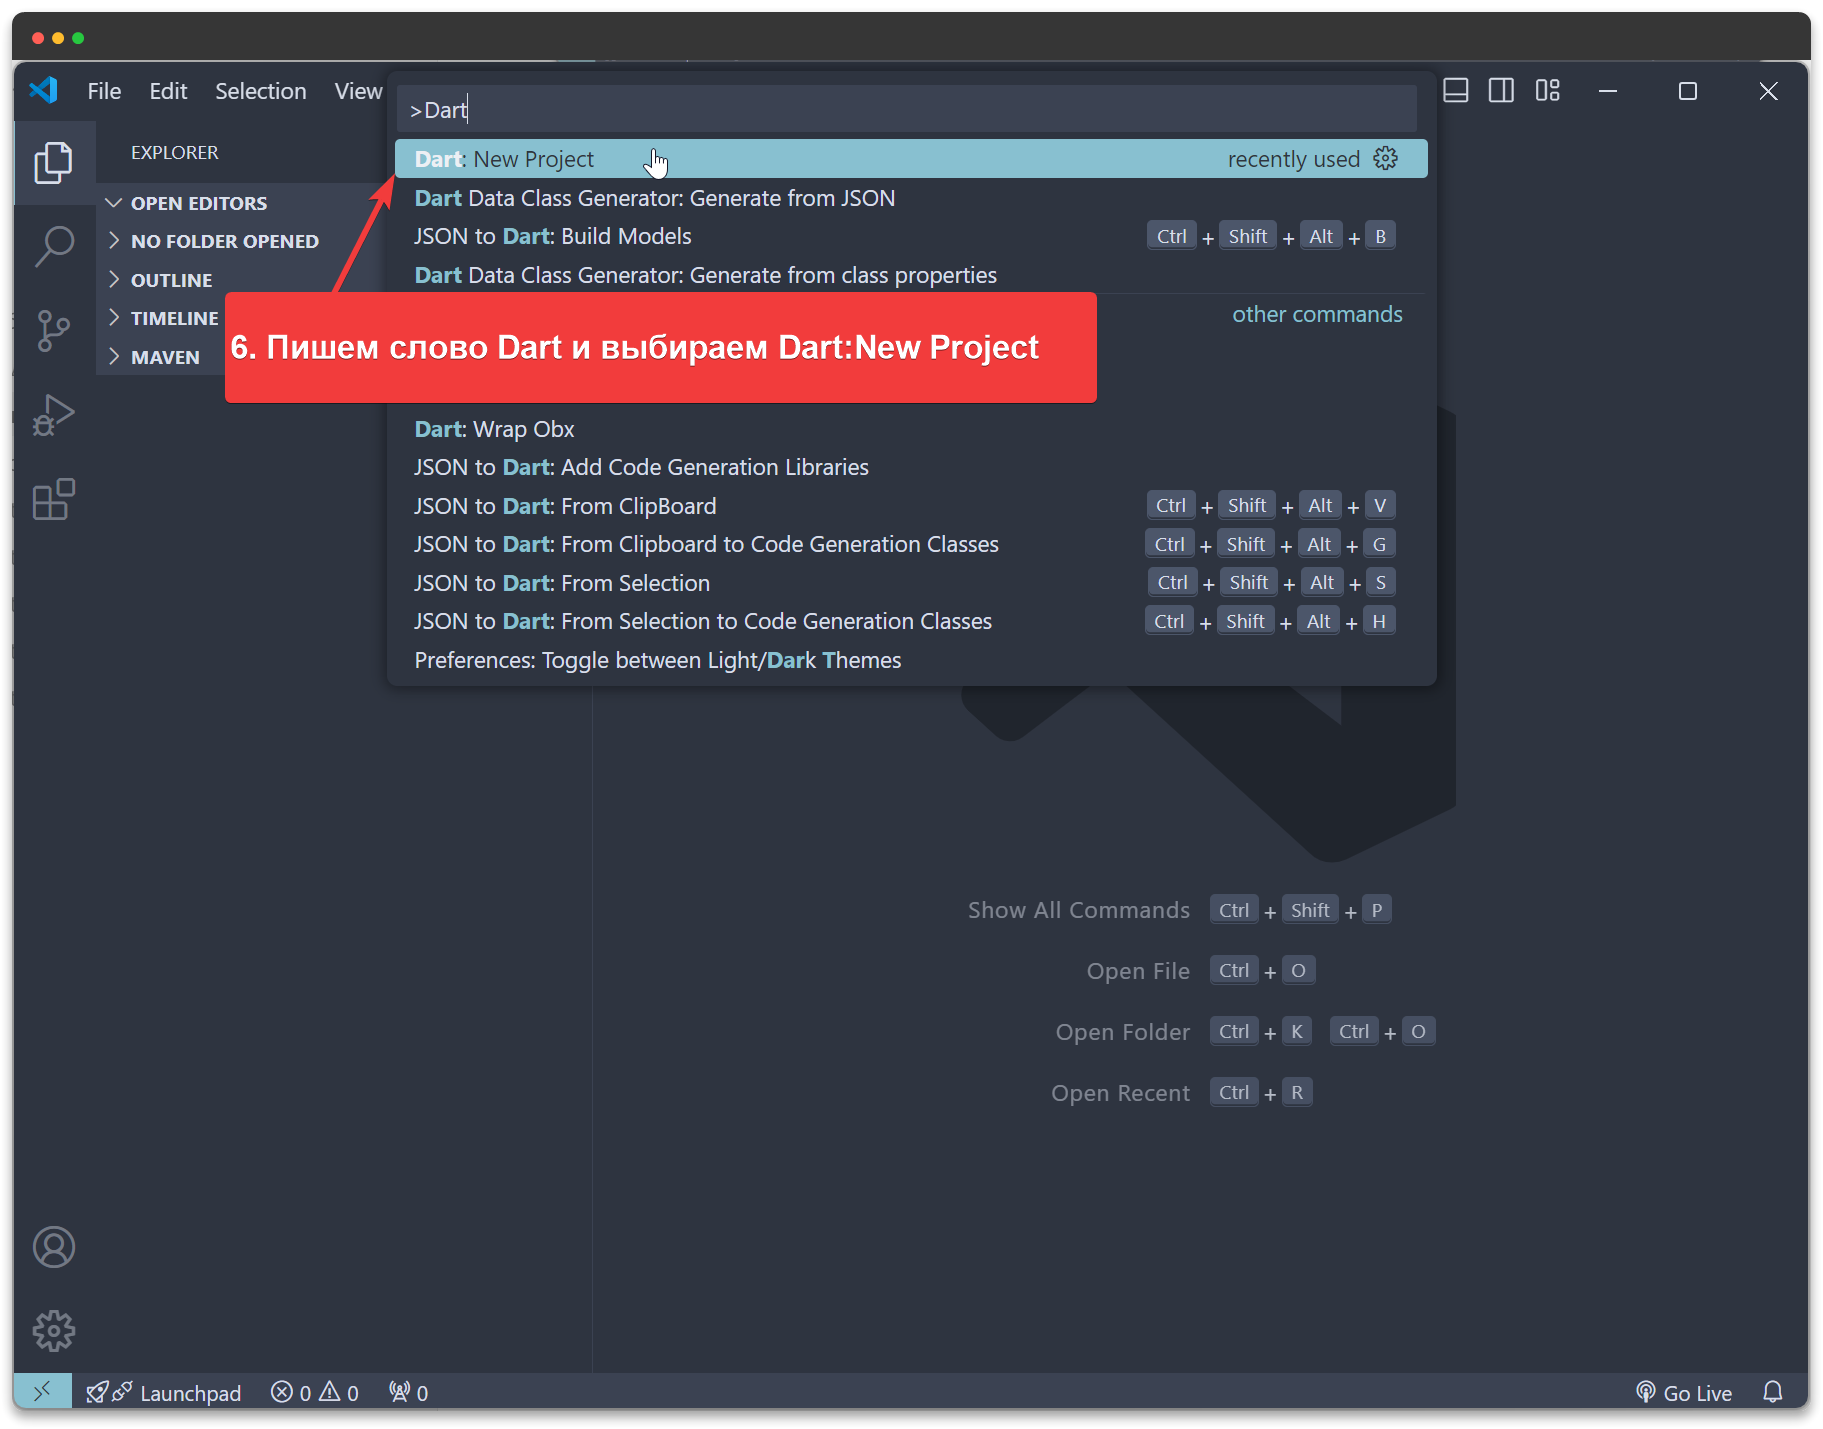 File Edit Selection View
>Dart
EXPLORER
OPEN EDITORS
NO FOLDER OPENED
OUTLINE
TIMELINE
MAVEN
Dart: New Project recently used
Dart Data Class Generator: Generate from JSON
JSON to Dart: Build Models Ctrl + Shift + Alt + B
Dart Data Class Generator: Generate from class properties
other commands
6. Пишем слово Dart и выбираем Dart:New Project
Dart: Wrap Obx
JSON to Dart: Add Code Generation Libraries
JSON to Dart: From ClipBoard Ctrl + Shift + Alt + V
JSON to Dart: From Clipboard to Code Generation Classes Ctrl + Shift + Alt + G
JSON to Dart: From Selection Ctrl + Shift + Alt + S
JSON to Dart: From Selection to Code Generation Classes Ctrl + Shift + Alt + H
Preferences: Toggle between Light/Dark Themes
Show All Commands Ctrl + Shift + P
Open File Ctrl + O
Open Folder Ctrl + K Ctrl + O
Open Recent Ctrl + R
Launchpad 0 0 0 Go Live